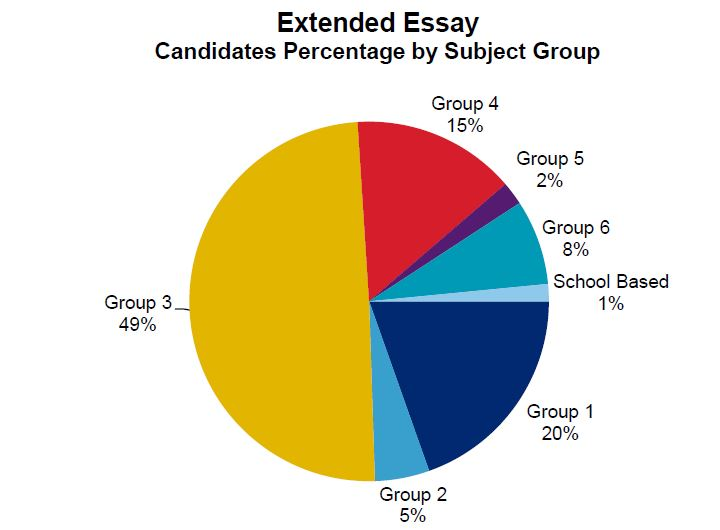 Extended Essay
Candidates Percentage by Subject Group
Group 4
15%
Group 5
2%
Group 6
8%
School Based
1%
Group 3
49%
Group 1
20%
Group 2
5%